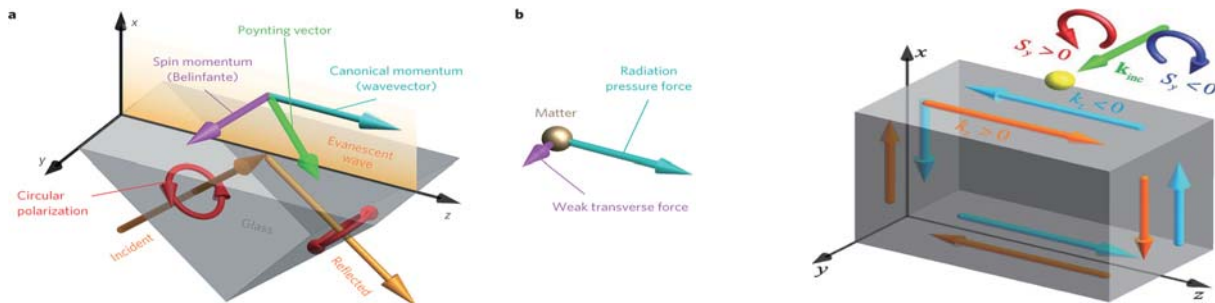 a
x
Poynting vector
Spin momentum
(Belinfante)
Canonical momentum
(wavevector)
Evanescent
wave
y
Circular
polarization
Glass
z
Incident
Reflected
b
Radiation
pressure force
Matter
Weak transverse force
x
S_y > 0
k_inc
S_y < 0
k_z < 0
k_z > 0
y
z